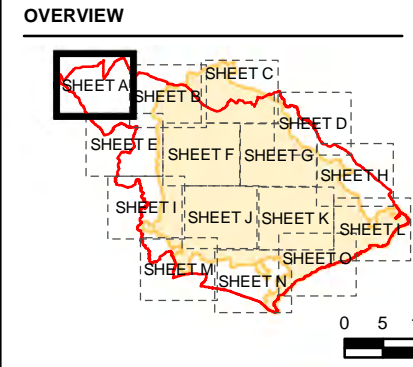 OVERVIEW
SHEET C
SHEET A
SHEET B
SHEET D
SHEET E
SHEET F
SHEET G
SHEET H
SHEET I
SHEET J
SHEET K
SHEET L
SHEET M
SHEET N
SHEET O
0 5